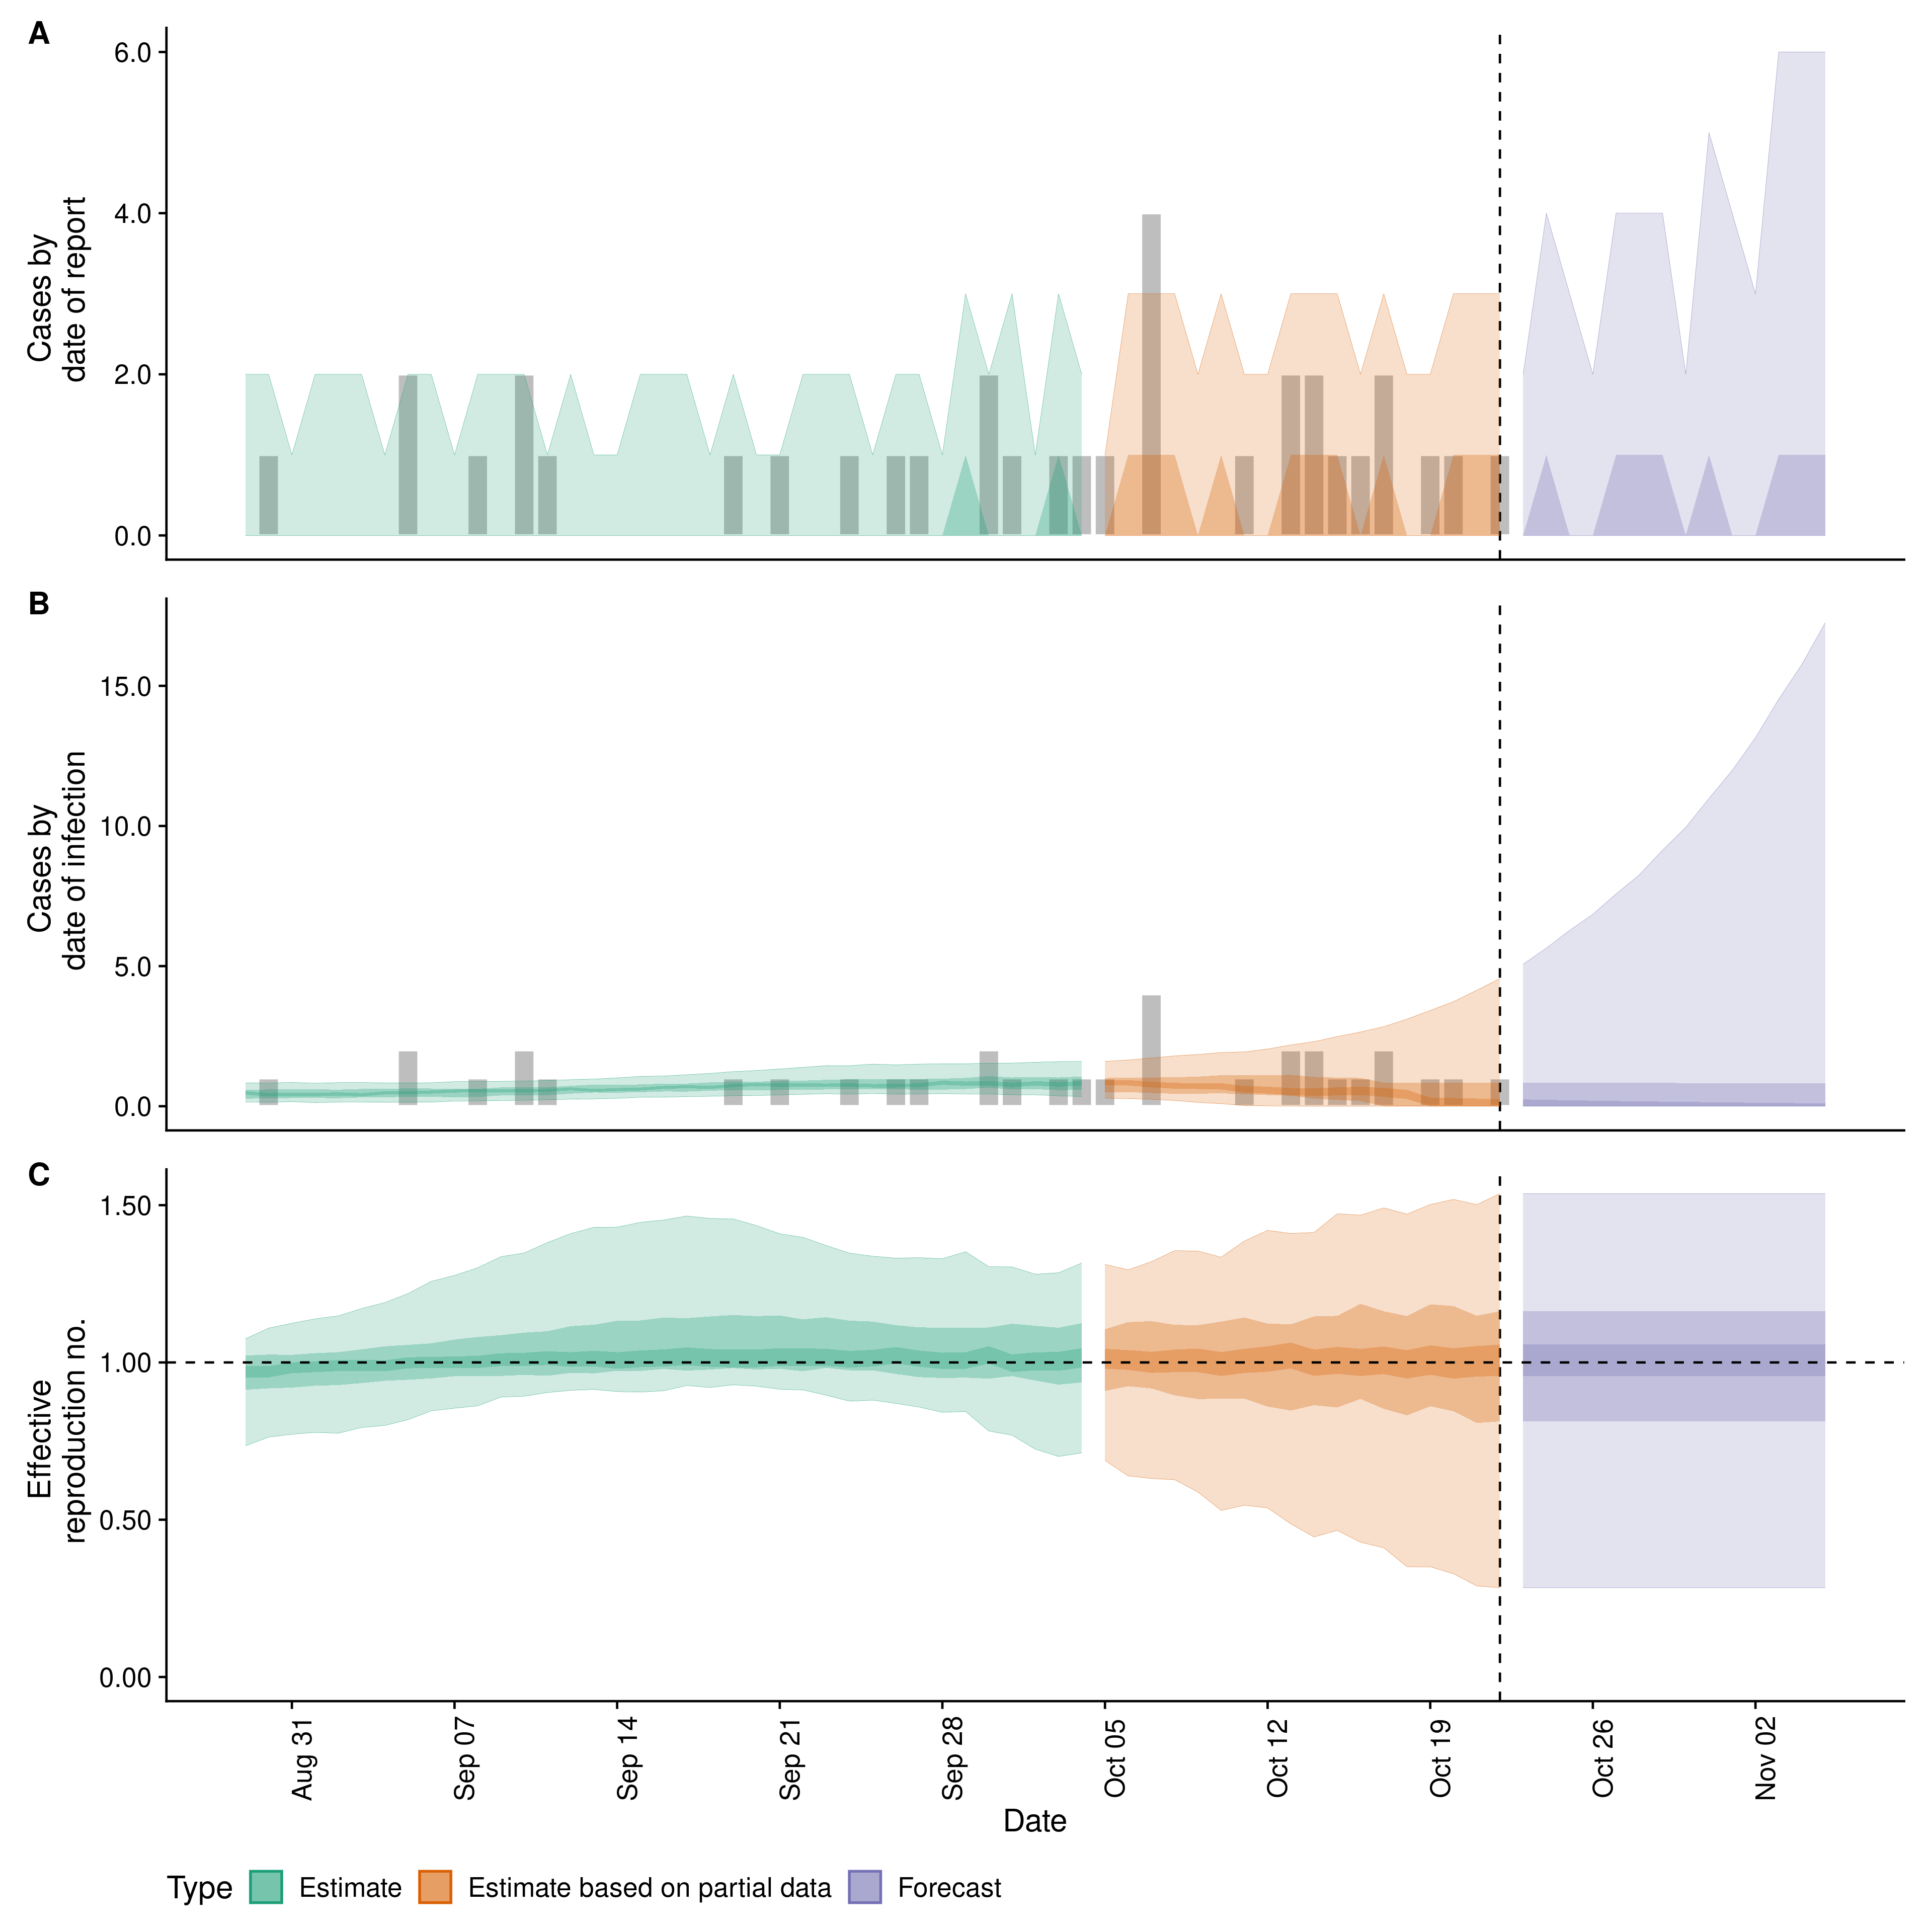 A
6.0
4.0
2.0
0.0
Cases by
date of report
B
15.0
10.0
5.0
0.0
Cases by
date of infection
C
1.50
1.00
0.50
0.00
Effective
reproduction no.
Aug 31
Sep 07
Sep 14
Sep 21
Sep 28
Oct 05
Oct 12
Oct 19
Oct 26
Nov 02
Date
Type Estimate Estimate based on partial data Forecast